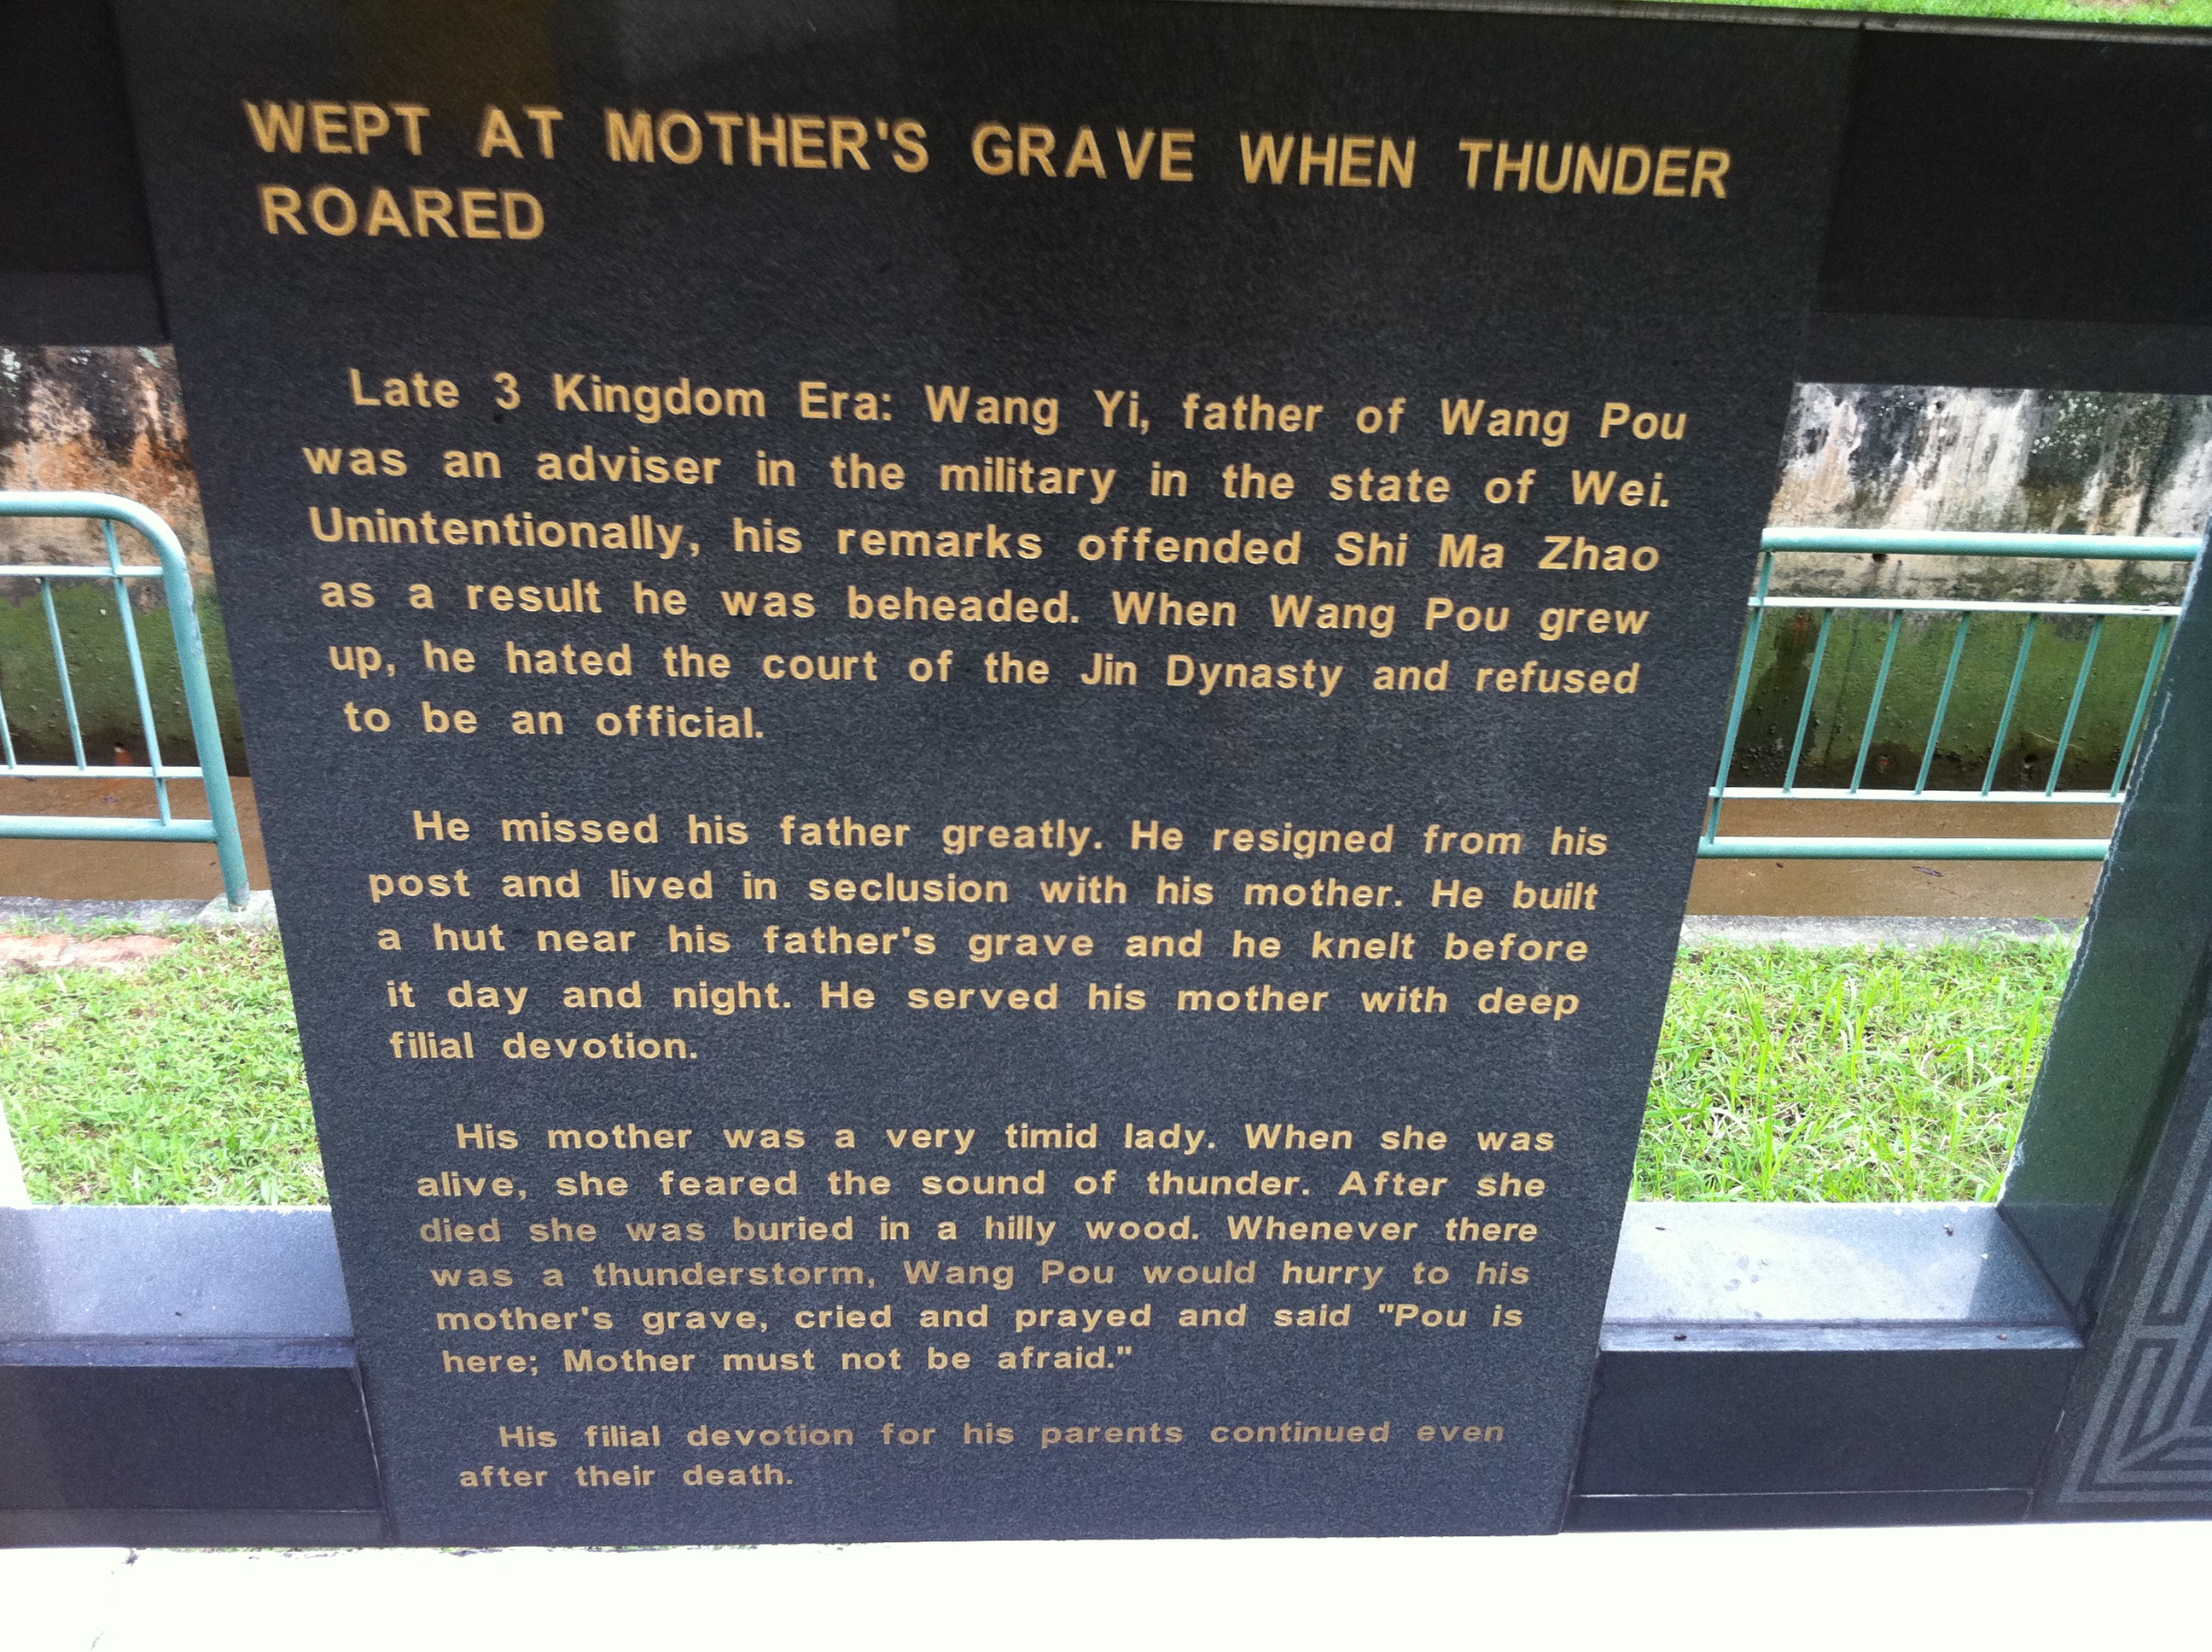 WEPT AT MOTHER'S GRAVE WHEN THUNDER
ROARED
Late 3 Kingdom Era: Wang Yi, father of Wang Pou
was an adviser in the military in the state of Wei.
Unintentionally, his remarks offended Shi Ma Zhao
as a result he was beheaded. When Wang Pou grew
up, he hated the court of the Jin Dynasty and refused
to be an official.
He missed his father greatly. He resigned from his
post and lived in seclusion with his mother. He built
a hut near his father's grave and he knelt before
it day and night. He served his mother with deep
filial devotion.
His mother was a very timid lady. When she was
alive, she feared the sound of thunder. After she
died she was buried in a hilly wood. Whenever there
was a thunderstorm, Wang Pou would hurry to his
mother's grave, cried and prayed and said "Pou is
here; Mother must not be afraid."
His filial devotion for his parents continued even
after their death.